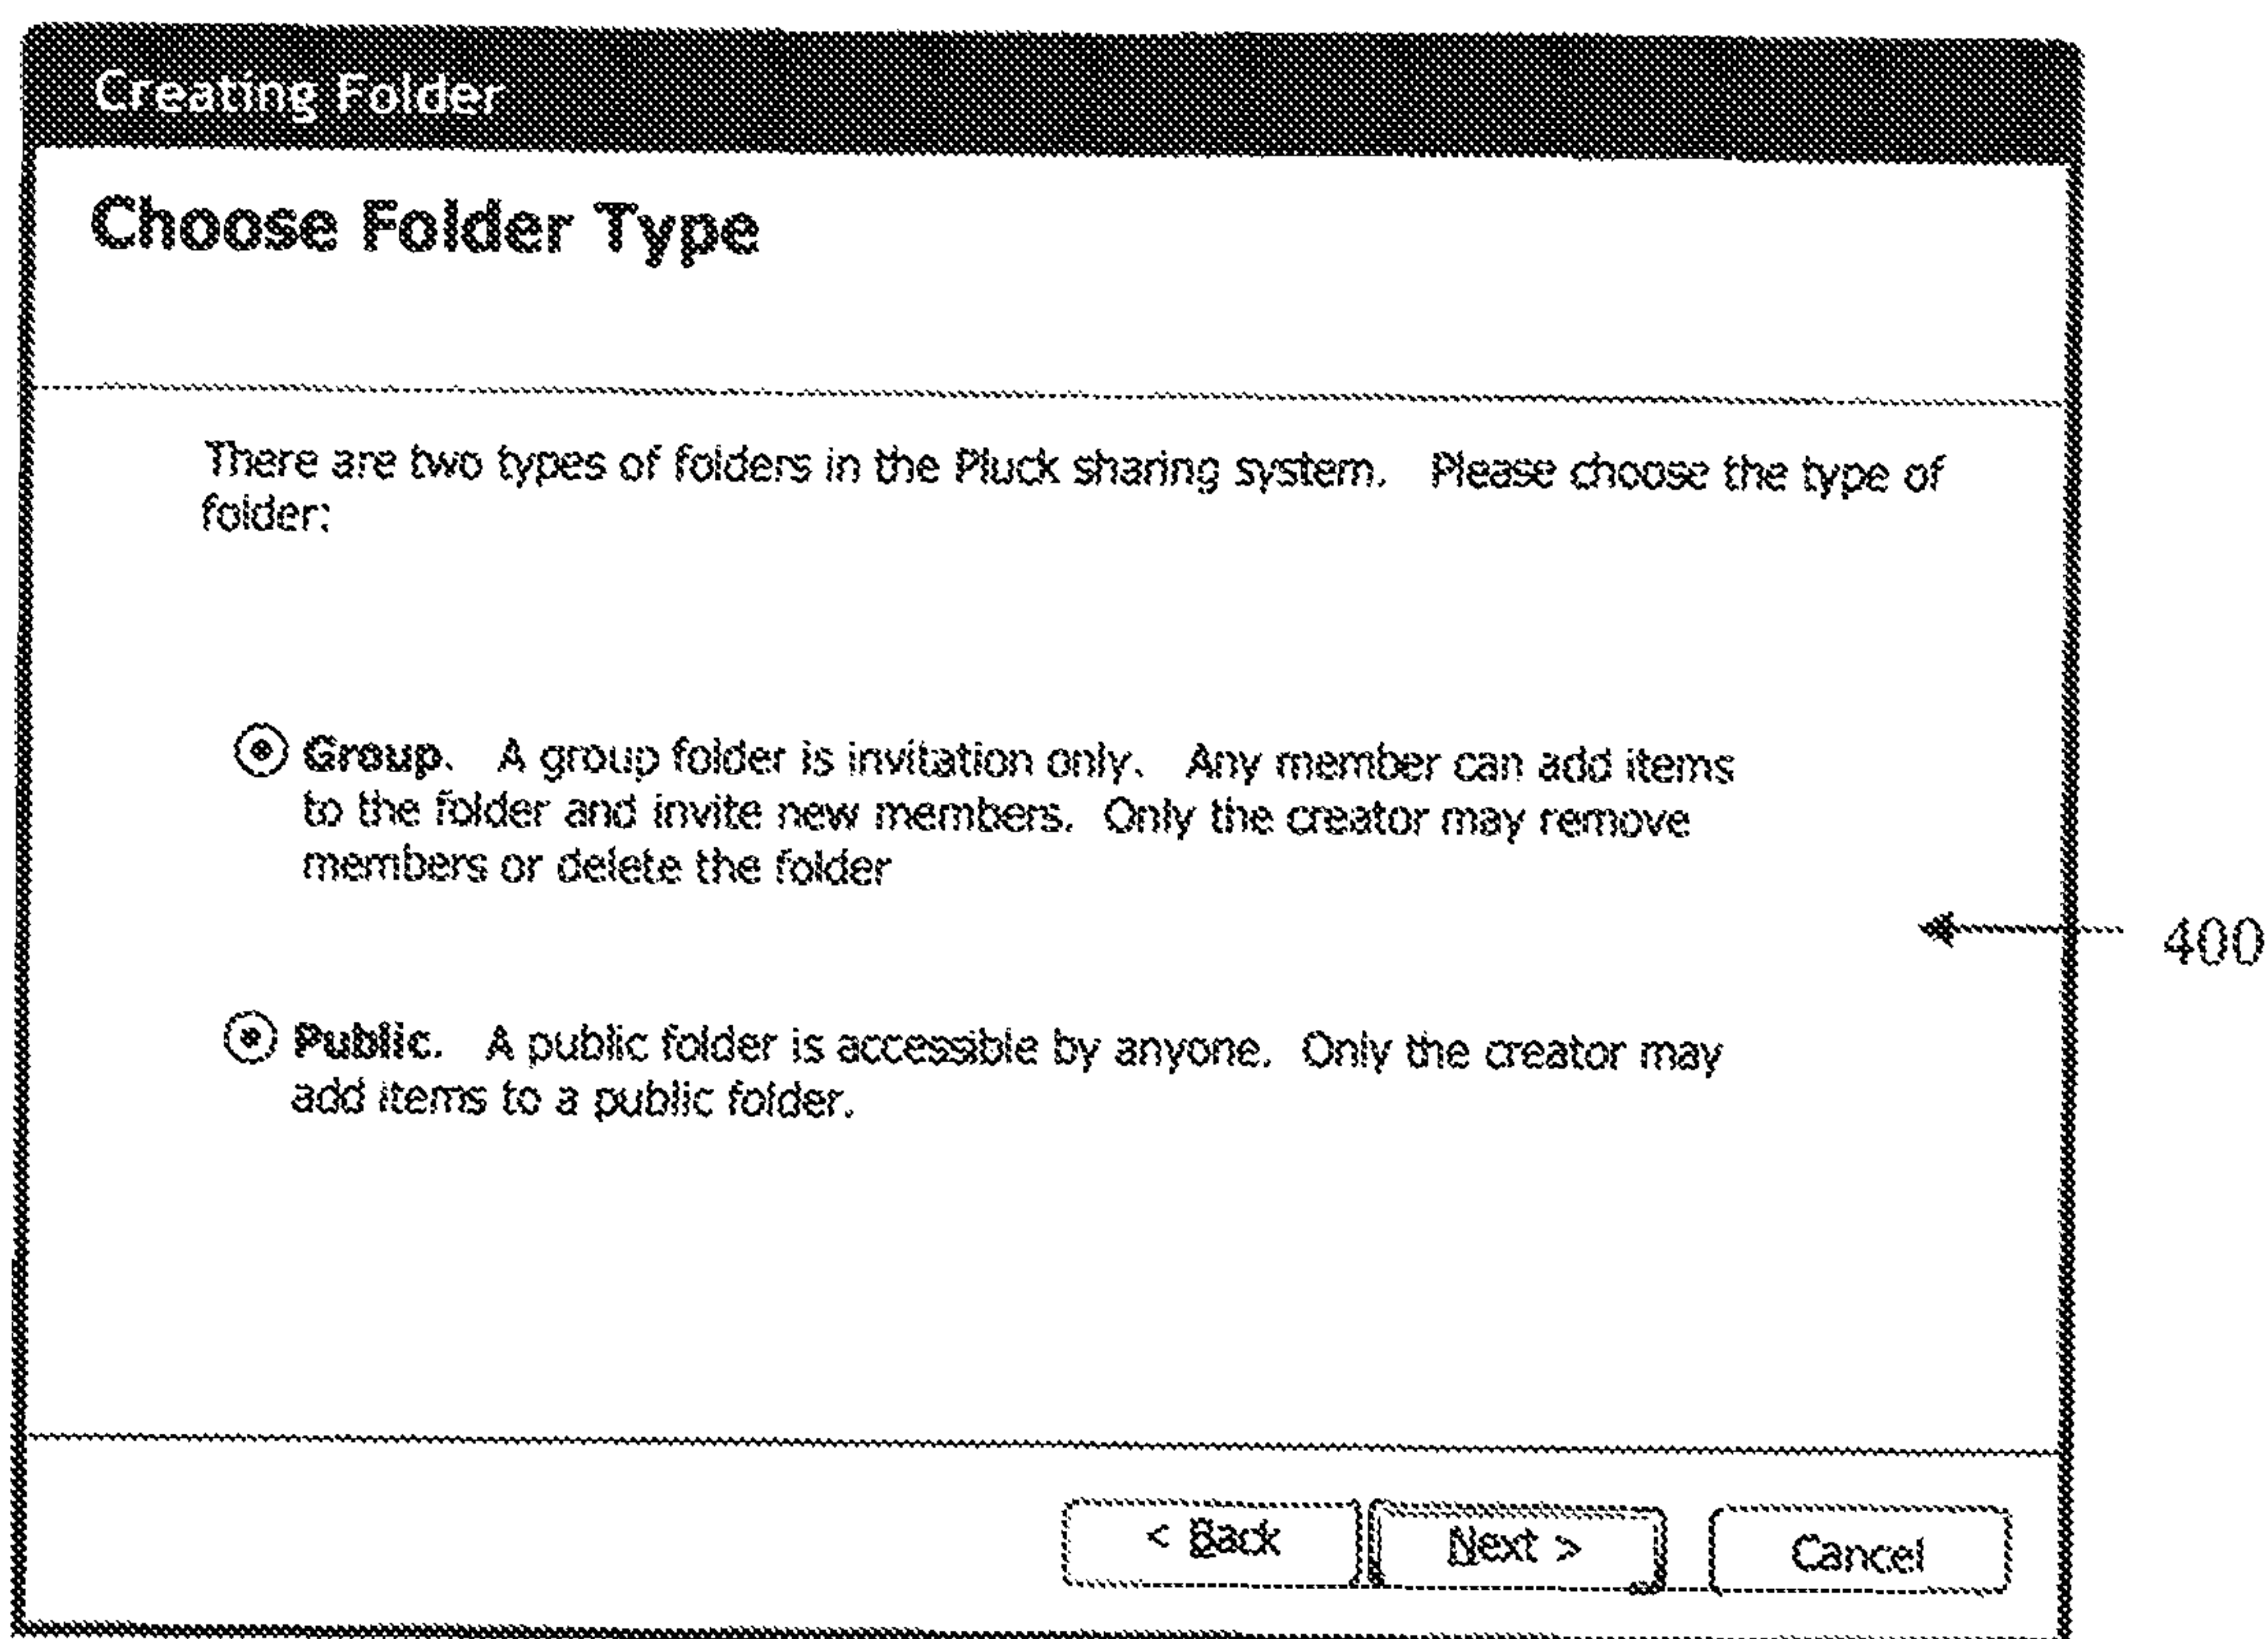 Creating Folder
Choose Folder Type
There are two types of folders in the Pluck sharing system. Please choose the type of
folder:
Group. A group folder is invitation only. Any member can add items
to the folder and invite new members. Only the creator may remove
members or delete the folder
400
Public. A public folder is accessible by anyone. Only the creator may
add items to a public folder.
< Back Next > Cancel